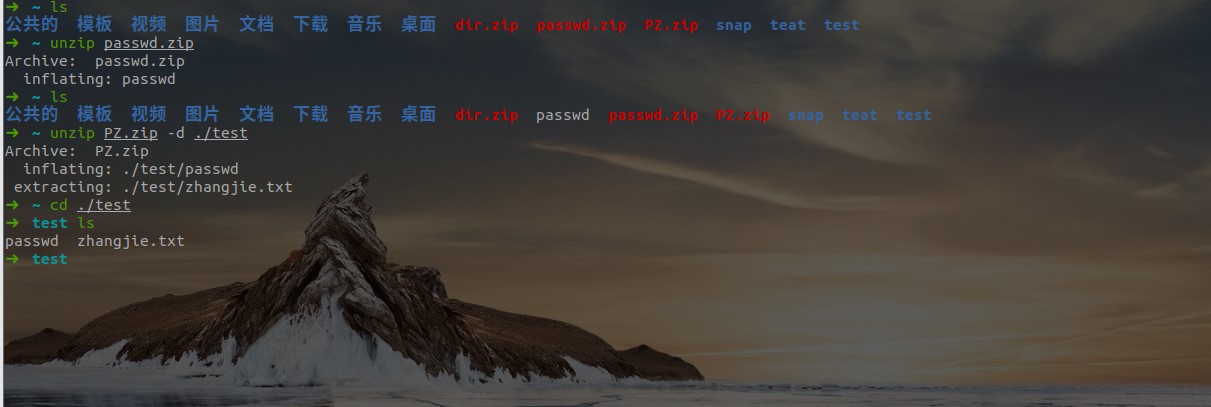 ➜ ~ ls
公共的 模板 视频 图片 文档 下载 音乐 桌面 dir.zip passwd.zip PZ.zip snap teat test
➜ ~ unzip passwd.zip
Archive:  passwd.zip
  inflating: passwd
➜ ~ ls
公共的 模板 视频 图片 文档 下载 音乐 桌面 dir.zip passwd passwd.zip PZ.zip snap teat test
➜ ~ unzip PZ.zip -d ./test
Archive:  PZ.zip
  inflating: ./test/passwd
 extracting: ./test/zhangjie.txt
➜ ~ cd ./test
➜ test ls
passwd  zhangjie.txt
➜ test